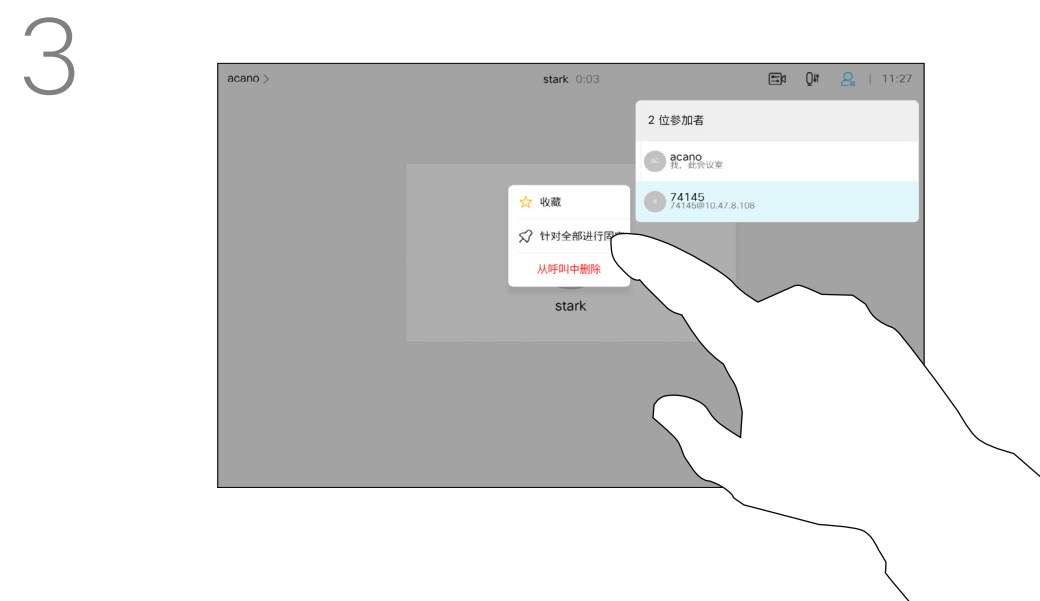 3
acano >
stark 0:03
11:27
2 位参加者
AC
acano
我，此会议室
74145
74145@10.47.8.108
收藏
针对全部进行固
从呼叫中删除
stark